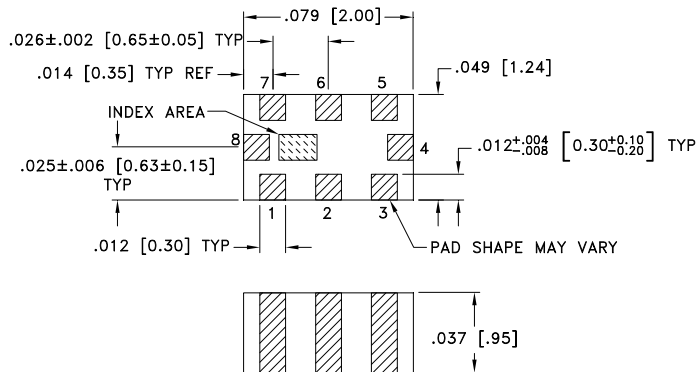 .079 [2.00]
.026±.002 [0.65±0.05] TYP
.014 [0.35] TYP REF
7
6
5
.049 [1.24]
INDEX AREA
8
4
.012+.004-.008 [0.30+0.10-0.20] TYP
.025±.006 [0.63±0.15]
TYP
1
2
3
.012 [0.30] TYP
PAD SHAPE MAY VARY
.037 [.95]